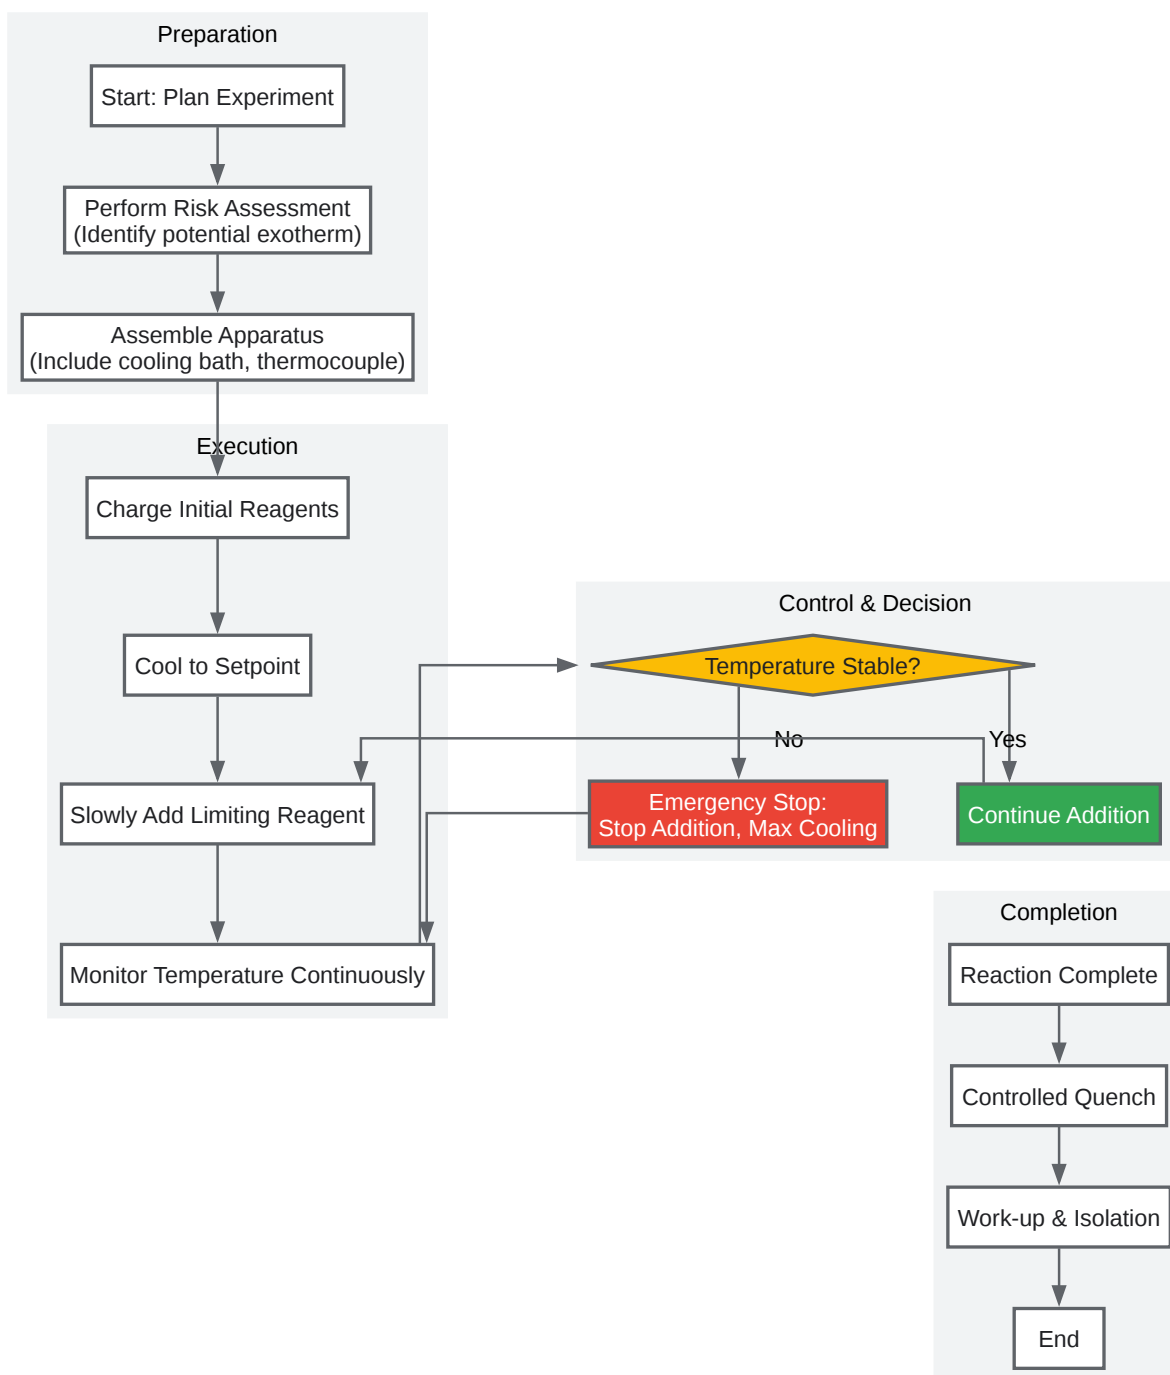 Preparation
Start: Plan Experiment
Perform Risk Assessment
(Identify potential exotherm)
Assemble Apparatus
(Include cooling bath, thermocouple)
Execution
Charge Initial Reagents
Cool to Setpoint
Slowly Add Limiting Reagent
Monitor Temperature Continuously
Control & Decision
Temperature Stable?
No
Yes
Emergency Stop:
Stop Addition, Max Cooling
Continue Addition
Completion
Reaction Complete
Controlled Quench
Work-up & Isolation
End